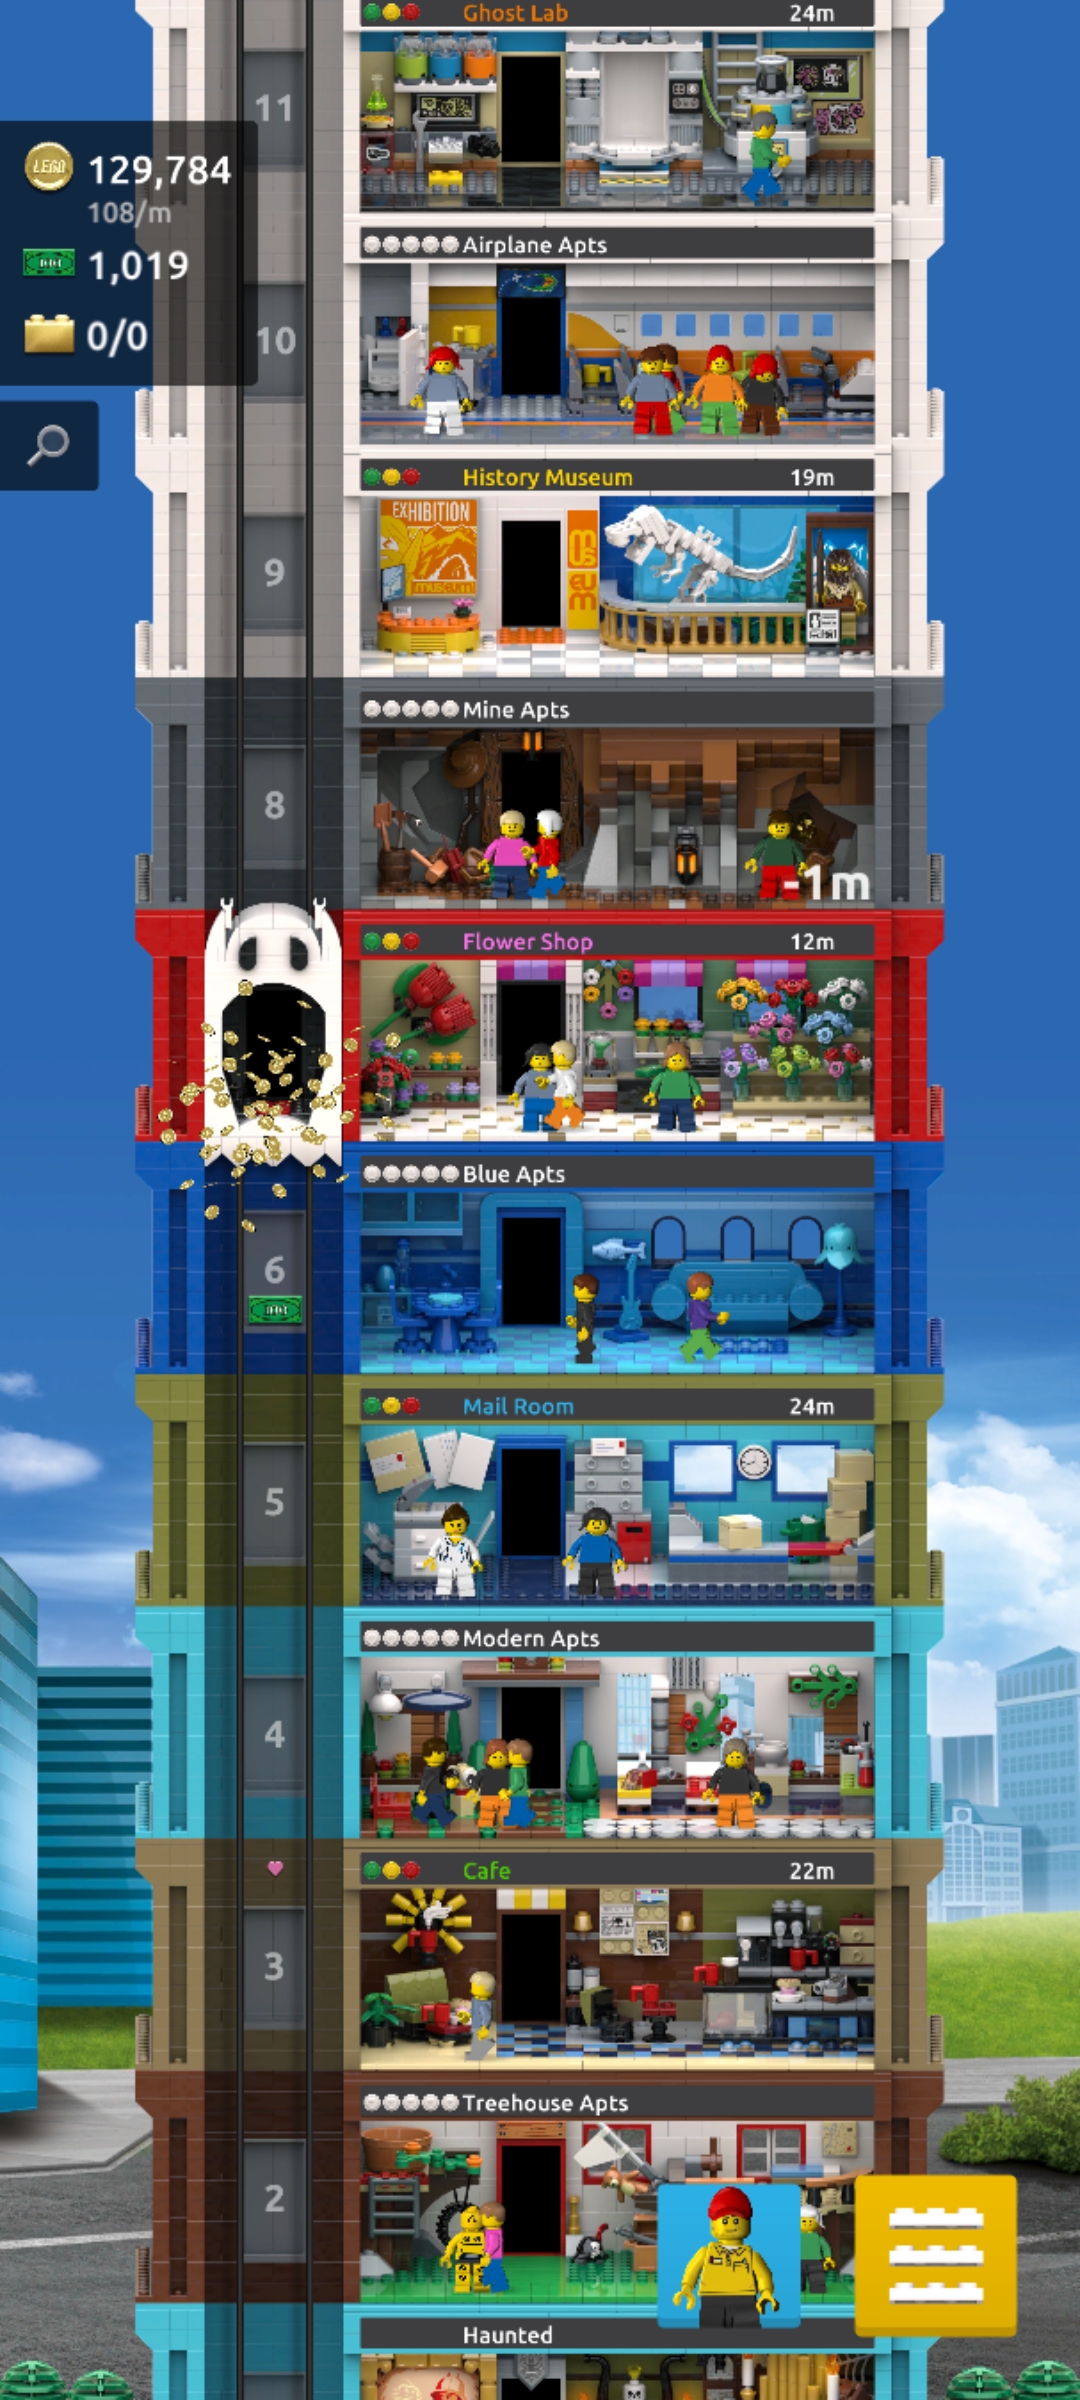 Ghost Lab 24m
11
LEGO 129,784
108/m
1,019
0/0
Airplane Apts
10
History Museum 19m
EXHIBITION
museum
9
Mine Apts
8
-1m
Flower Shop 12m
Blue Apts
6
Mail Room 24m
5
Modern Apts
4
Cafe 22m
3
Treehouse Apts
2
Haunted